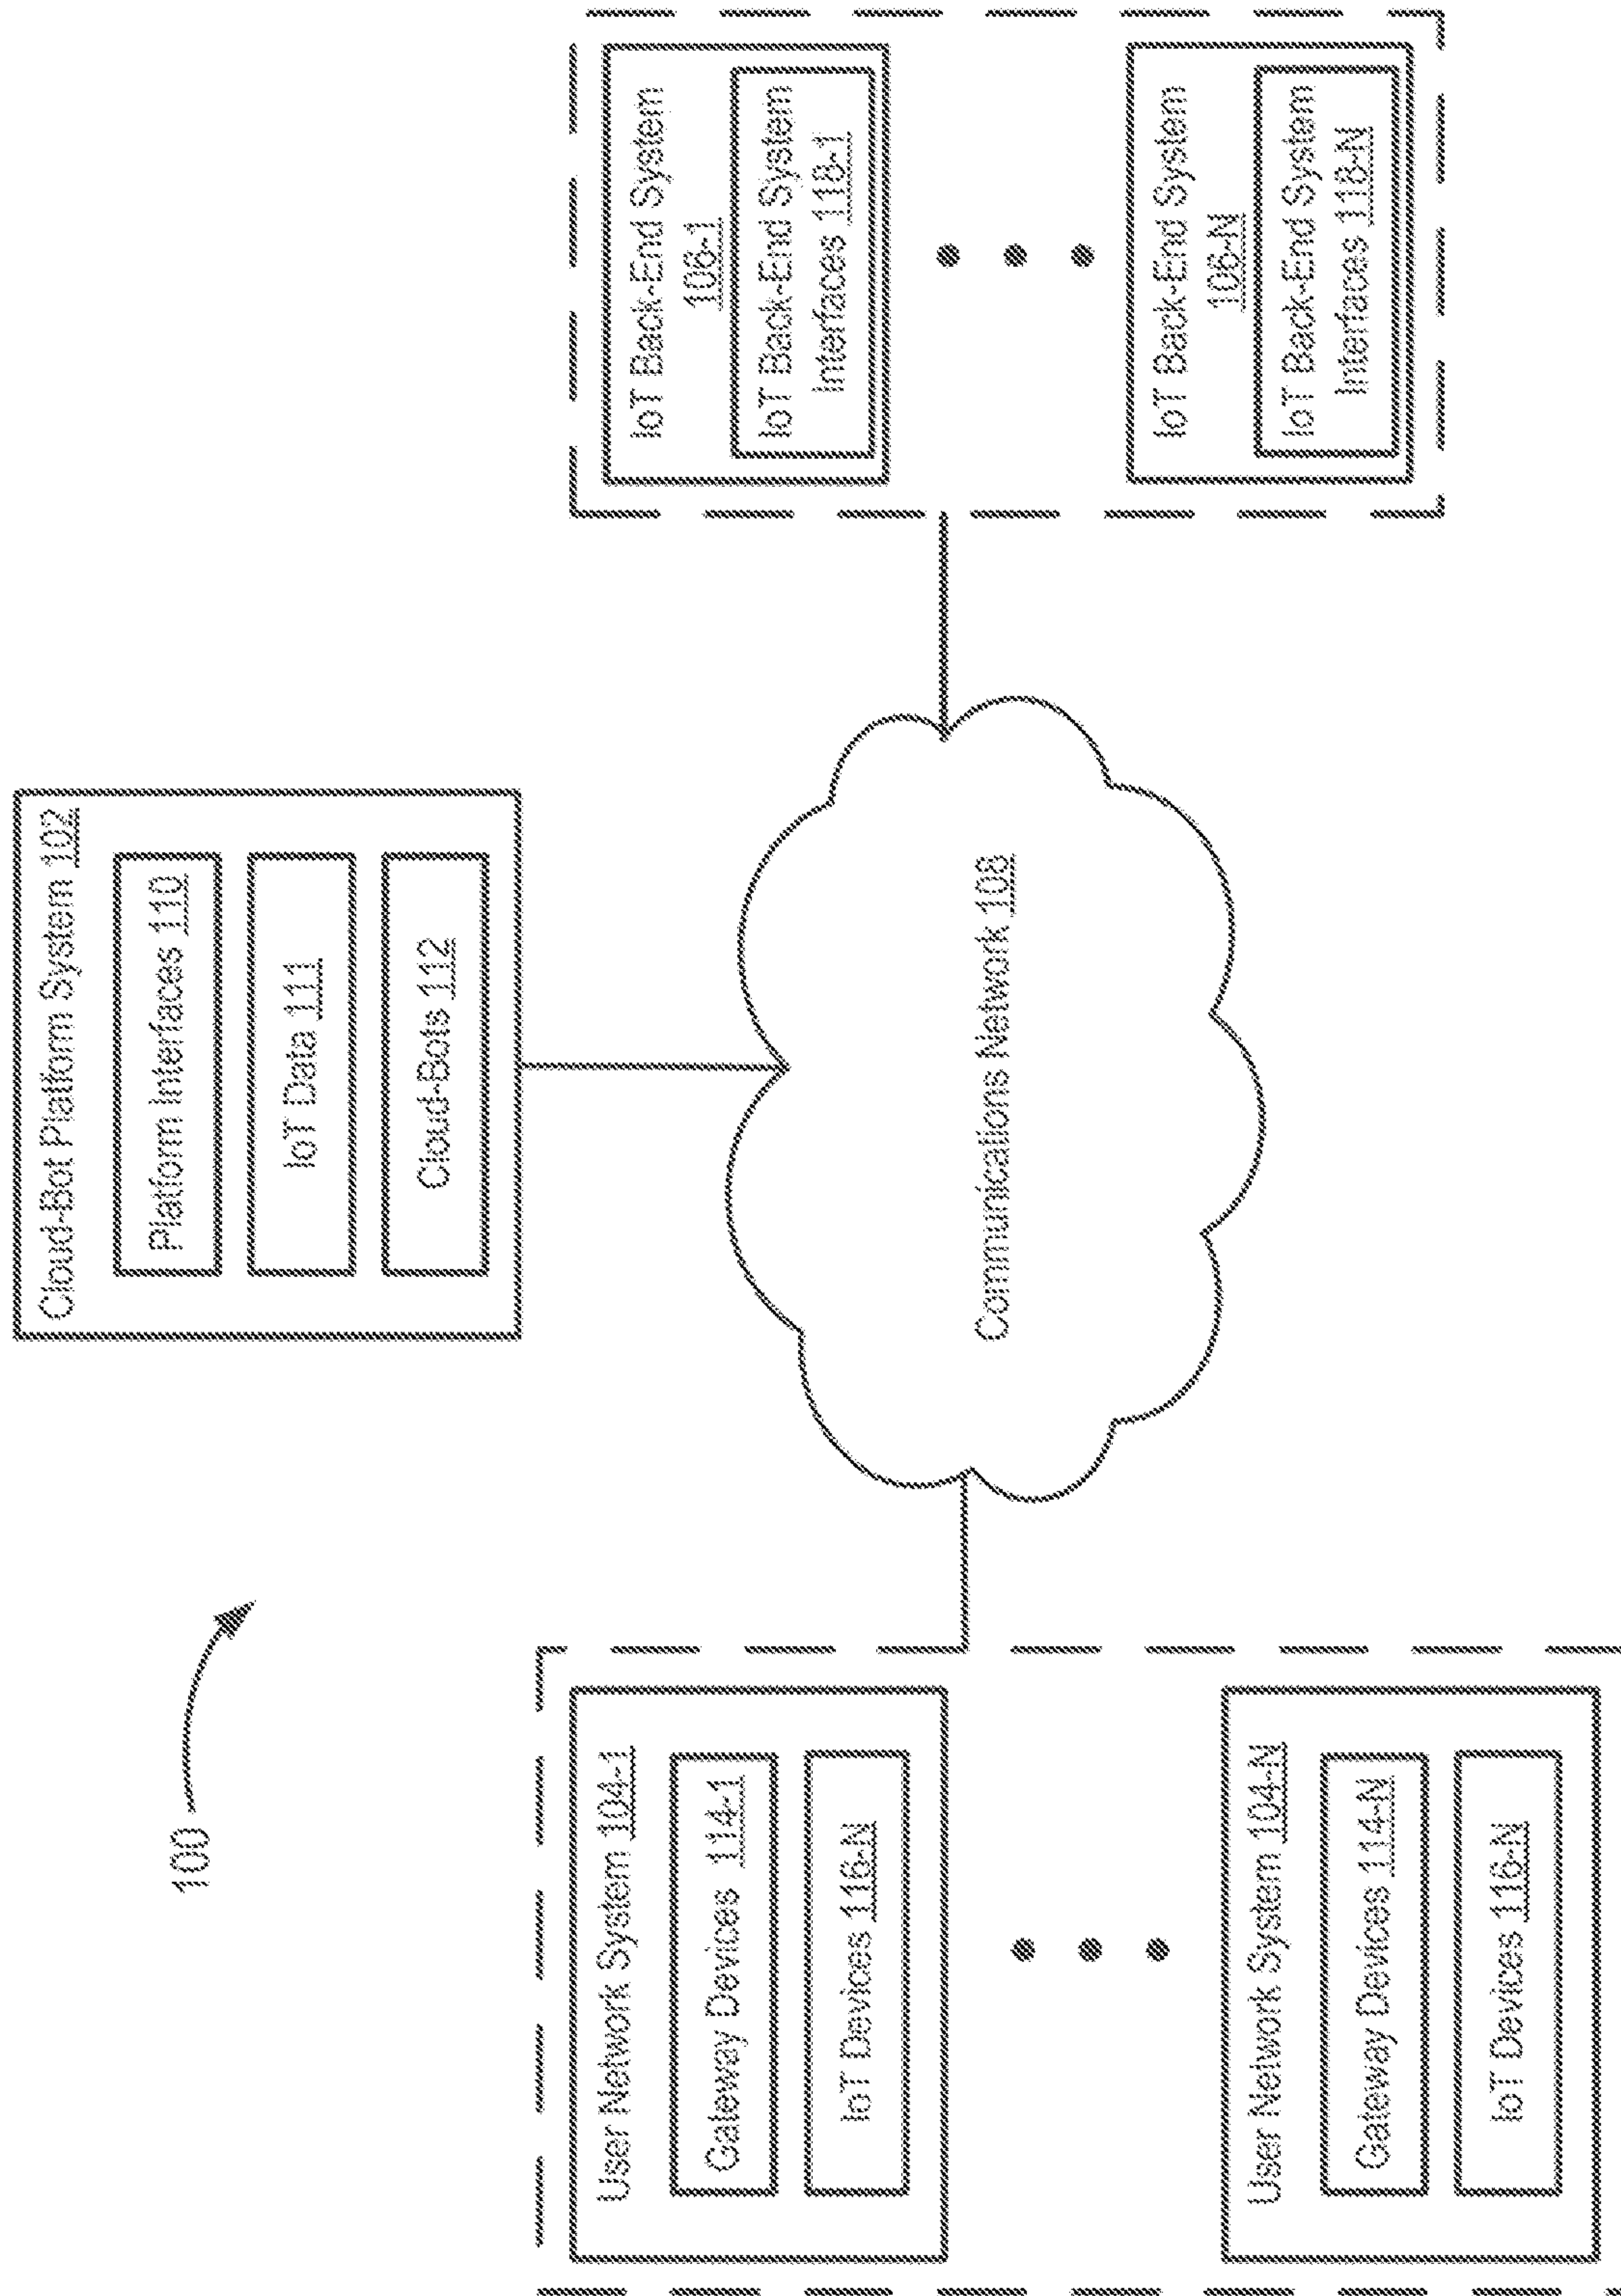 100
Cloud-Bot Platform System 102
Platform Interfaces 110
IoT Data 111
Cloud-Bots 112
User Network System 104-1
Gateway Devices 114-1
IoT Devices 116-N
User Network System 104-N
Gateway Devices 114-N
IoT Devices 116-N
Communications Network 108
IoT Back-End System
106-1
IoT Back-End System
Interfaces 118-1
IoT Back-End System
106-N
IoT Back-End System
Interfaces 118-N